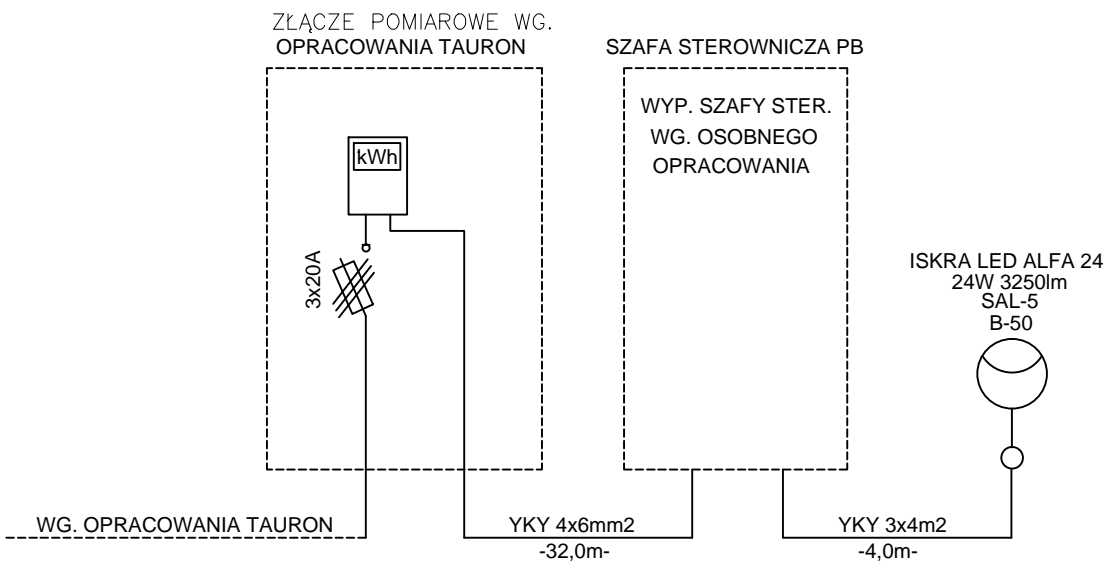 ZŁĄCZE POMIAROWE WG.
OPRACOWANIA TAURON
SZAFA STEROWNICZA PB
WYP. SZAFY STER.
WG. OSOBNEGO
OPRACOWANIA
kWh
3x20A
ISKRA LED ALFA 24
24W 3250lm
SAL-5
B-50
WG. OPRACOWANIA TAURON
YKY 4x6mm2
-32,0m-
YKY 3x4m2
-4,0m-